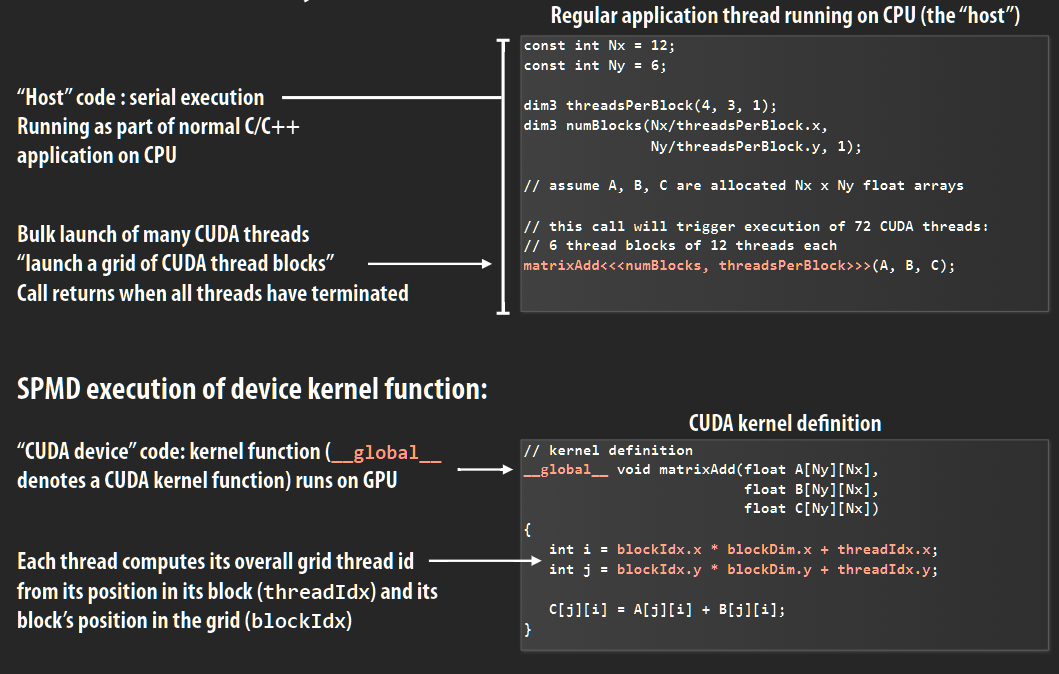 Regular application thread running on CPU (the “host”)
const int Nx = 12;
const int Ny = 6;
dim3 threadsPerBlock(4, 3, 1);
dim3 numBlocks(Nx/threadsPerBlock.x,
Ny/threadsPerBlock.y, 1);
// assume A, B, C are allocated Nx x Ny float arrays
// this call will trigger execution of 72 CUDA threads:
// 6 thread blocks of 12 threads each
matrixAdd<<<numBlocks, threadsPerBlock>>>(A, B, C);
“Host” code : serial execution
Running as part of normal C/C++
application on CPU
Bulk launch of many CUDA threads
“launch a grid of CUDA thread blocks”
Call returns when all threads have terminated
SPMD execution of device kernel function:
“CUDA device” code: kernel function (__global__
denotes a CUDA kernel function) runs on GPU
Each thread computes its overall grid thread id
from its position in its block (threadIdx) and its
block’s position in the grid (blockIdx)
CUDA kernel definition
// kernel definition
__global__ void matrixAdd(float A[Ny][Nx],
float B[Ny][Nx],
float C[Ny][Nx])
{
int i = blockIdx.x * blockDim.x + threadIdx.x;
int j = blockIdx.y * blockDim.y + threadIdx.y;
C[j][i] = A[j][i] + B[j][i];
}